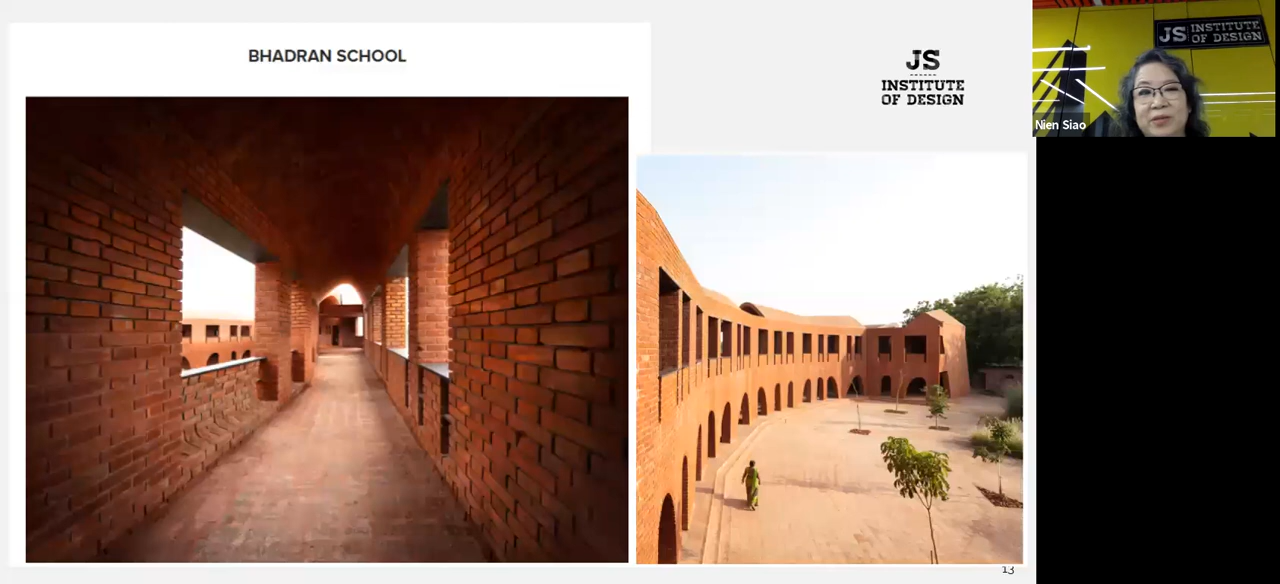 BHADRAN SCHOOL
JS
INSTITUTE
OF DESIGN
JS INSTITUTE
OF DESIGN
Nien Siao
13